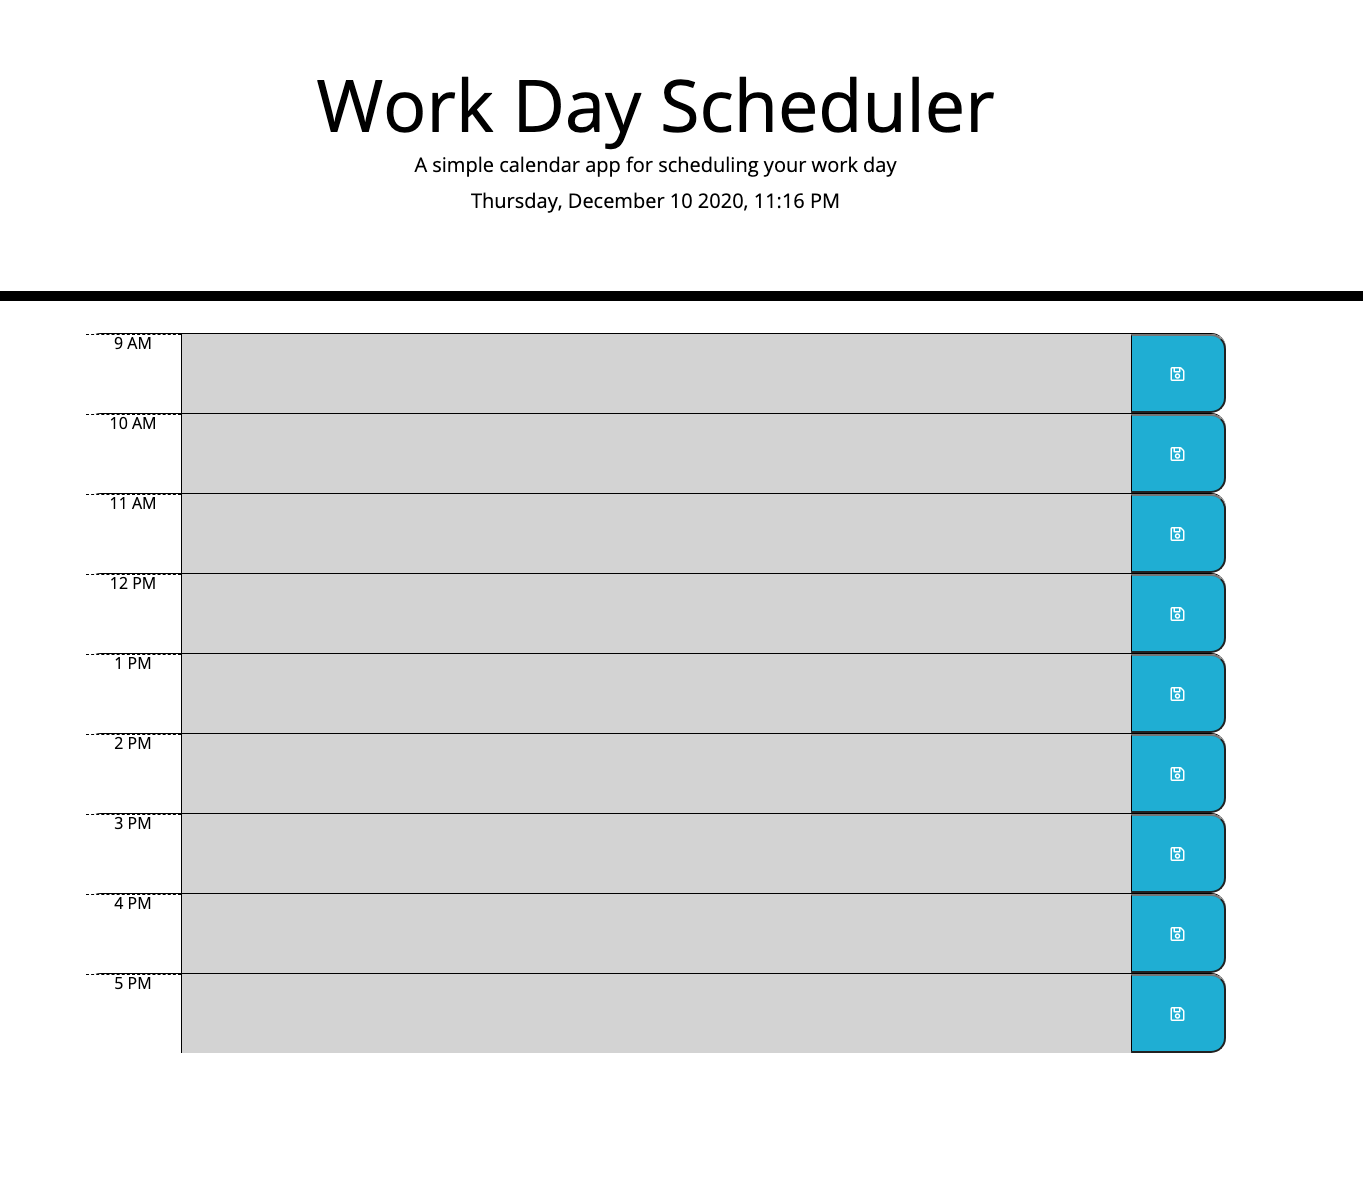 Work Day Scheduler
A simple calendar app for scheduling your work day
Thursday, December 10 2020, 11:16 PM
9 AM
10 AM
11 AM
12 PM
1 PM
2 PM
3 PM
4 PM
5 PM